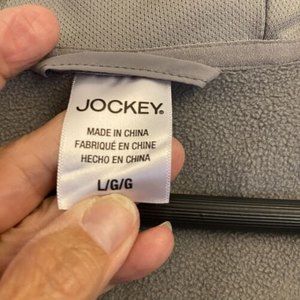 JOCKEY®
MADE IN CHINA
FABRIQUÉ EN CHINE
HECHO EN CHINA
L/G/G